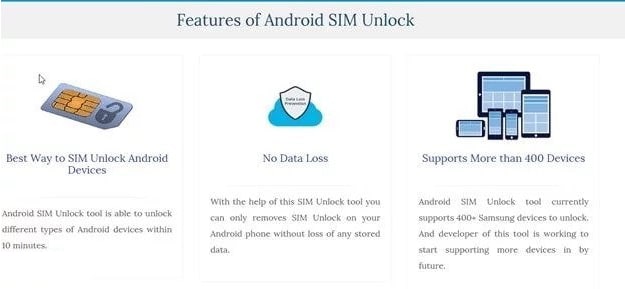 Features of Android SIM Unlock
Best Way to SIM Unlock Android
Devices
Android SIM Unlock tool is able to unlock
different types of Android devices within
10 minutes.
Data Loss
Prevention
No Data Loss
With the help of this SIM Unlock tool you
can only removes SIM Unlock on your
Android phone without loss of any stored
data.
Supports More than 400 Devices
Android SIM Unlock tool currently
supports 400+ Samsung devices to unlock.
And developer of this tool is working to
start supporting more devices in by
future.